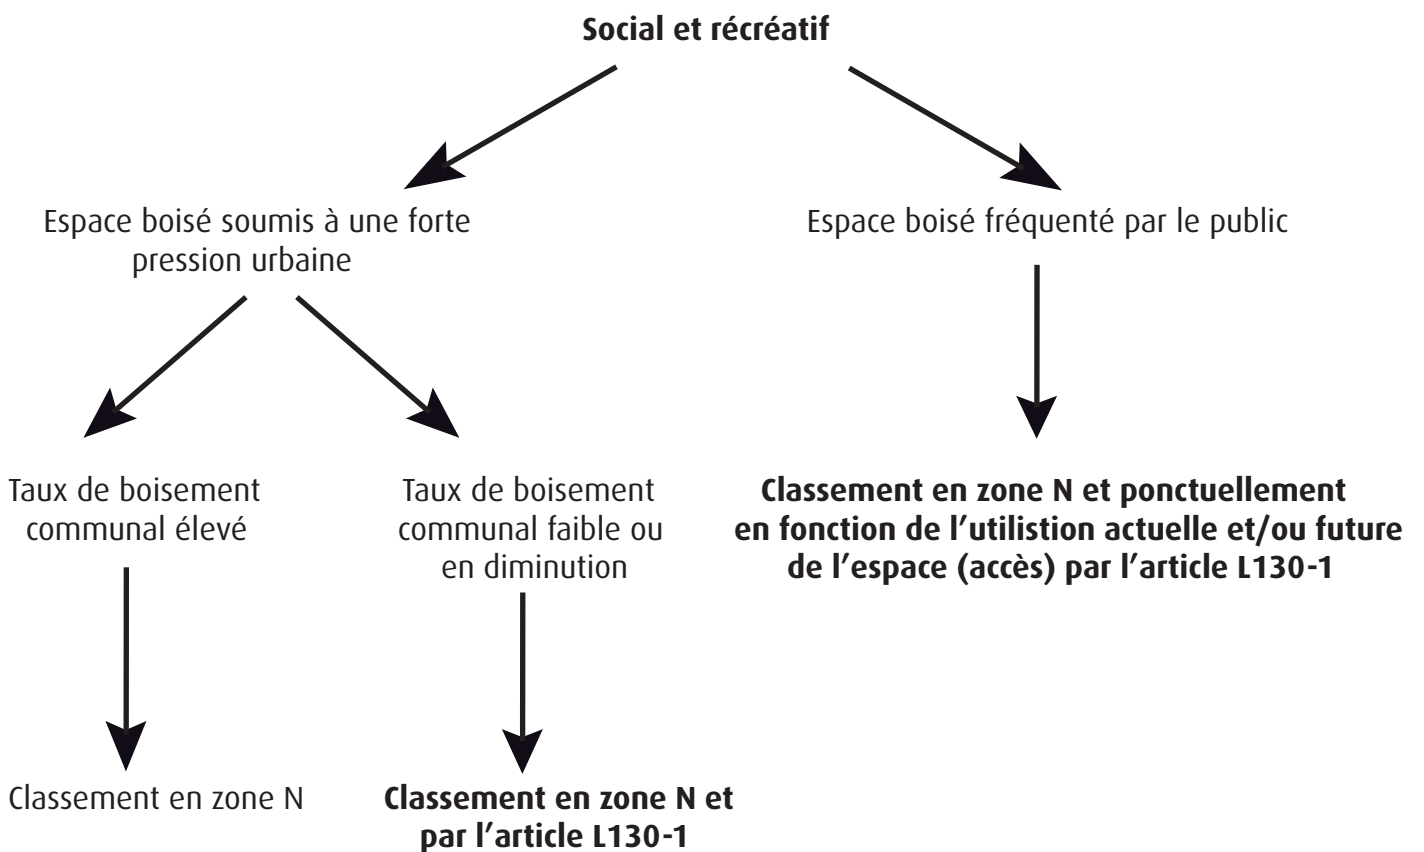 Social et récréatif
Espace boisé soumis à une forte
pression urbaine
Espace boisé fréquenté par le public
Taux de boisement
communal élevé
Taux de boisement
communal faible ou
en diminution
Classement en zone N et ponctuellement
en fonction de l’utilistion actuelle et/ou future
de l’espace (accès) par l’article L130-1
Classement en zone N
Classement en zone N et
par l’article L130-1